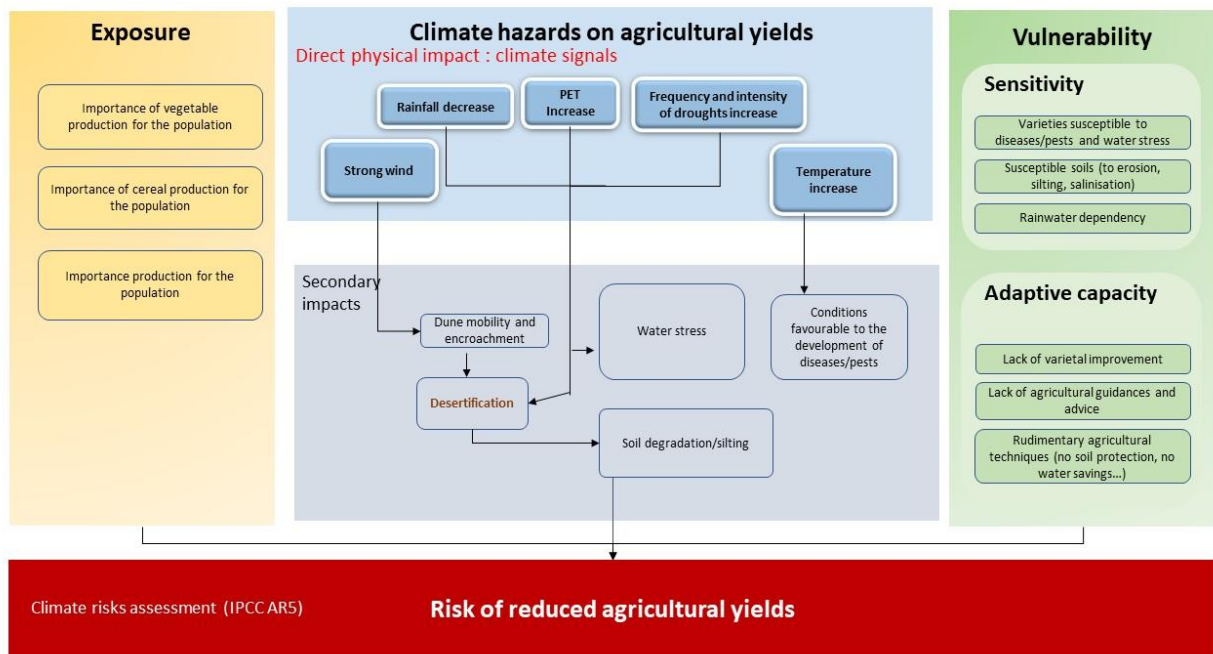 Exposure
Importance of vegetable
production for the population
Importance of cereal production for
the population
Importance production for the
population
Climate hazards on agricultural yields
Direct physical impact : climate signals
Rainfall decrease
PET
Increase
Frequency and intensity
of droughts increase
Strong wind
Temperature
increase
Secondary
impacts
Dune mobility and
encroachment
Water stress
Conditions
favourable to the
development of
diseases/pests
Desertification
Soil degradation/silting
Vulnerability
Sensitivity
Varieties susceptible to
diseases/pests and water stress
Susceptible soils (to erosion,
silting, salinisation)
Rainwater dependency
Adaptive capacity
Lack of varietal improvement
Lack of agricultural guidances and
advice
Rudimentary agricultural
techniques (no soil protection, no
water savings...)
Climate risks assessment (IPCC AR5)
Risk of reduced agricultural yields